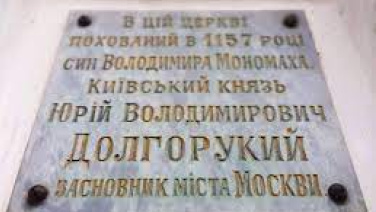 В ЦІЙ ЦЕРКВІ
ПОХОВАНИЙ В 1157 РОЦІ
СИН ВОЛОДИМИРА МОНОМАХА,
КИЇВСЬКИЙ КНЯЗЬ
ЮРІЙ ВОЛОДИМИРОВИЧ
ДОЛГОРУКИЙ
ЗАСНОВНИК МІСТА МОСКВИ